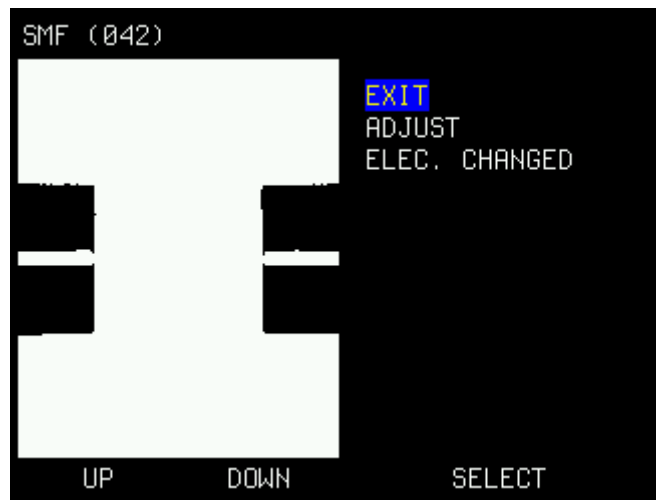 SMF (042)
EXIT
ADJUST
ELEC. CHANGED
UP DOWN SELECT